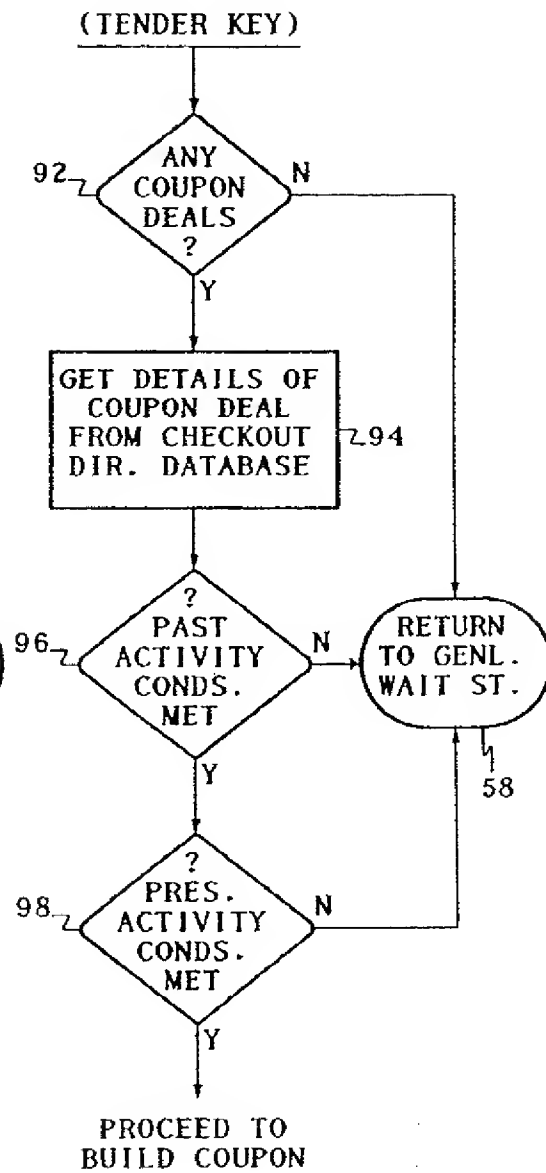 (TENDER KEY)
92
ANY
COUPON
DEALS
?
N
Y
GET DETAILS OF
COUPON DEAL
FROM CHECKOUT
DIR. DATABASE
94
96
?
PAST
ACTIVITY
CONDS.
MET
N
Y
RETURN
TO GENL.
WAIT ST.
58
98
?
PRES.
ACTIVITY
CONDS.
MET
N
Y
PROCEED TO
BUILD COUPON